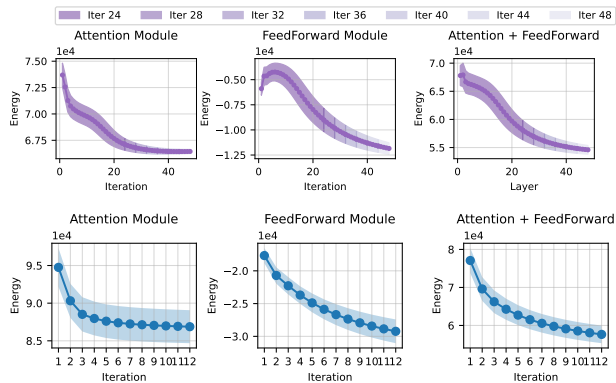 Iter 24 Iter 28 Iter 32 Iter 36 Iter 40 Iter 44 Iter 48
Attention Module
1e4
7.50
7.25
7.00
6.75
Energy
0 20 40
Iteration
FeedForward Module
1e4
−0.50
−0.75
−1.00
−1.25
Energy
0 20 40
Iteration
Attention + FeedForward
1e4
7.0
6.5
6.0
5.5
Energy
0 20 40
Layer
Attention Module
1e4
9.5
9.0
8.5
Energy
1 2 3 4 5 6 7 8 9 10 11 12
Iteration
FeedForward Module
1e4
−2.0
−2.5
−3.0
Energy
1 2 3 4 5 6 7 8 9 10 11 12
Iteration
Attention + FeedForward
1e4
8
7
6
Energy
1 2 3 4 5 6 7 8 9 10 11 12
Iteration